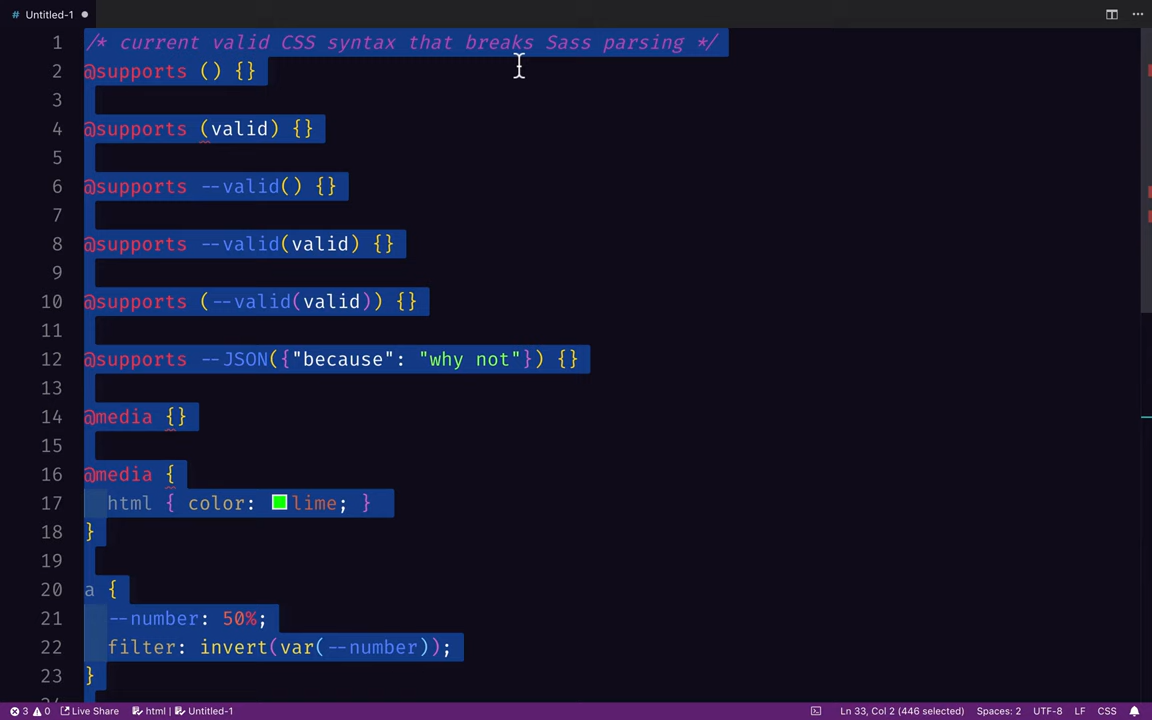 # Untitled-1
1 /* current valid CSS syntax that breaks Sass parsing */
2 @supports () {}
3
4 @supports (valid) {}
5
6 @supports --valid() {}
7
8 @supports --valid(valid) {}
9
10 @supports (--valid(valid)) {}
11
12 @supports --JSON({"because": "why not"}) {}
13
14 @media {}
15
16 @media {
17 html { color: lime; }
18 }
19
20 a {
21 --number: 50%;
22 filter: invert(var(--number));
23 }
3 0 Live Share html | Untitled-1 Ln 33, Col 2 (446 selected) Spaces: 2 UTF-8 LF CSS